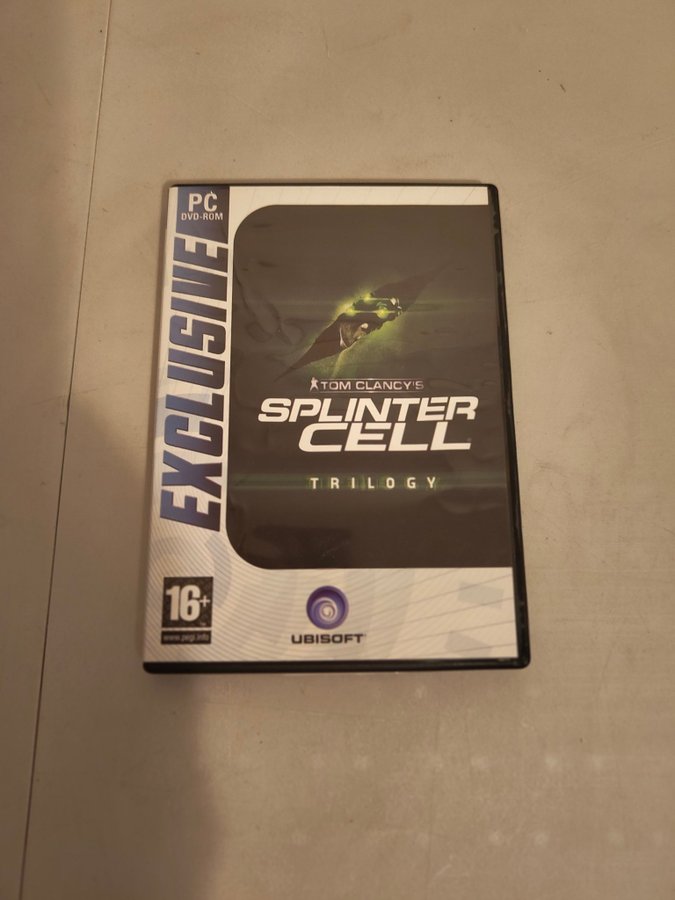 PC
DVD-ROM
EXCLUSIVE
TOM CLANCY'S
SPLINTER
CELL
TRILOGY
16+
www.pegi.info
UBISOFT